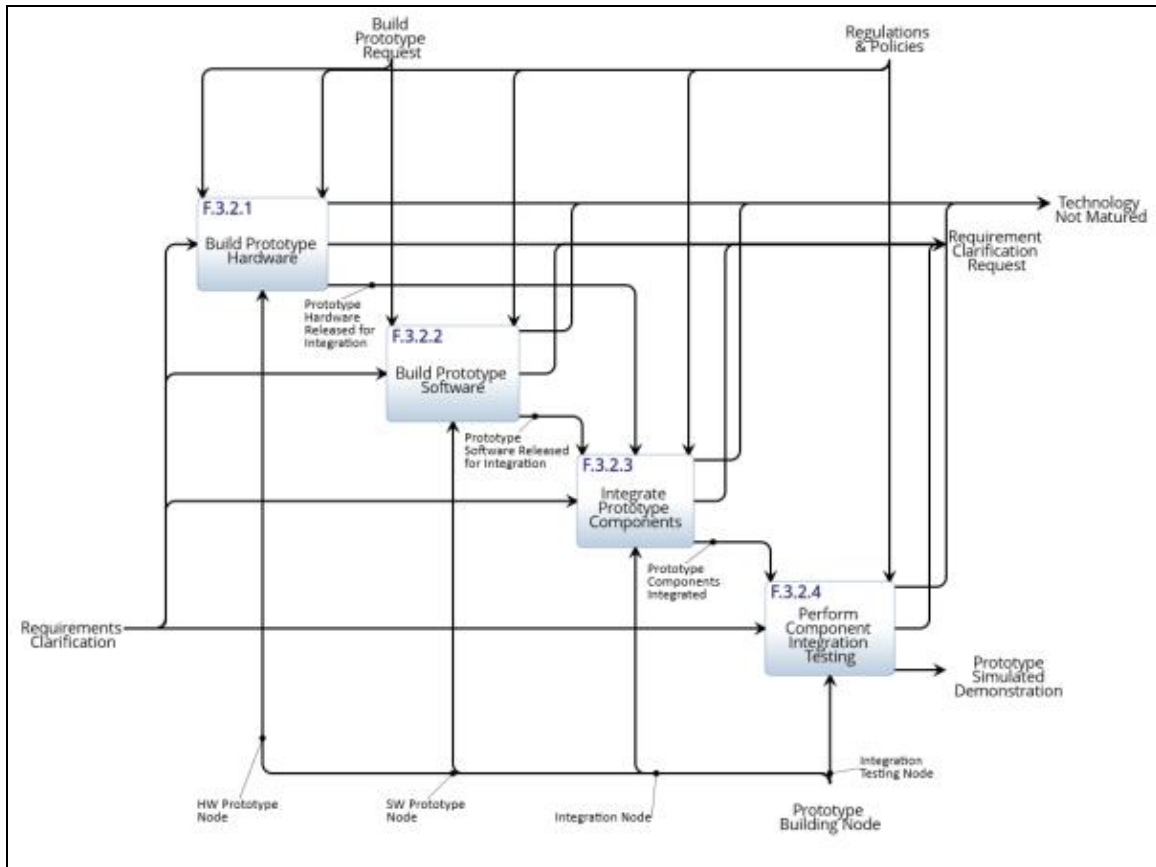 Build
Prototype
Request
Regulations
& Policies
F.3.2.1
Build Prototype
Hardware
Technology
Not Matured
Requirement
Clarification
Request
Prototype
Hardware
Released for
Integration
F.3.2.2
Build Prototype
Software
Prototype
Software Released
for Integration
F.3.2.3
Integrate
Prototype
Components
Prototype
Components
Integrated
F.3.2.4
Perform
Component
Integration
Testing
Requirements
Clarification
Prototype
Simulated
Demonstration
HW Prototype
Node
SW Prototype
Node
Integration Node
Integration
Testing Node
Prototype
Building Node